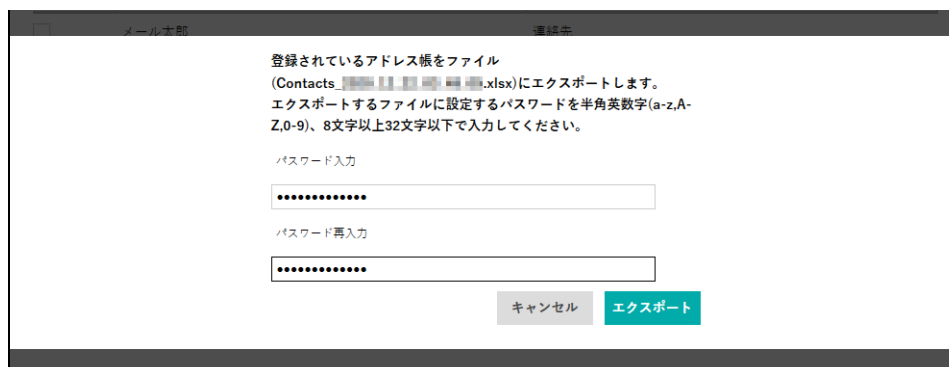 メール太郎 連絡先
登録されているアドレス帳をファイル
(Contacts_ .xlsx)にエクスポートします。
エクスポートするファイルに設定するパスワードを半角英数字(a-z,A-
Z,0-9)、8文字以上32文字以下で入力してください。
パスワード入力
•••••••••••••
パスワード再入力
•••••••••••••
キャンセル エクスポート